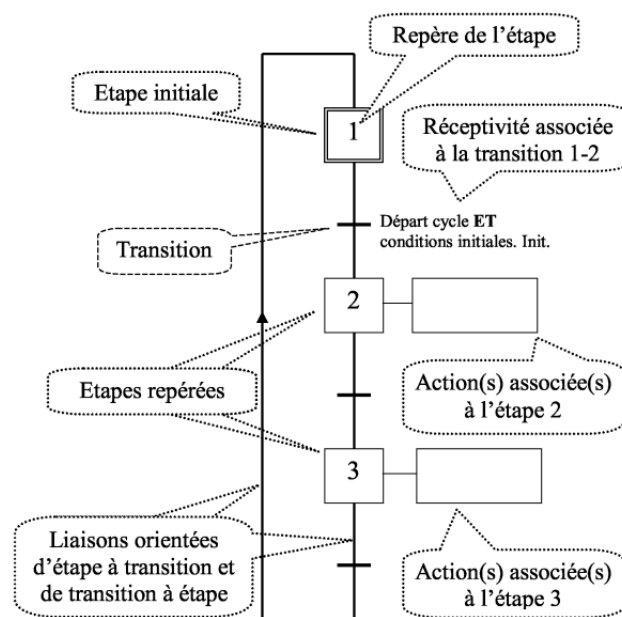 Repère de l'étape
Etape initiale
1
Réceptivité associée
à la transition 1-2
Départ cycle ET
conditions initiales. Init.
Transition
2
Etapes repérées
Action(s) associée(s)
à l'étape 2
3
Liaisons orientées
d'étape à transition et
de transition à étape
Action(s) associée(s)
à l'étape 3